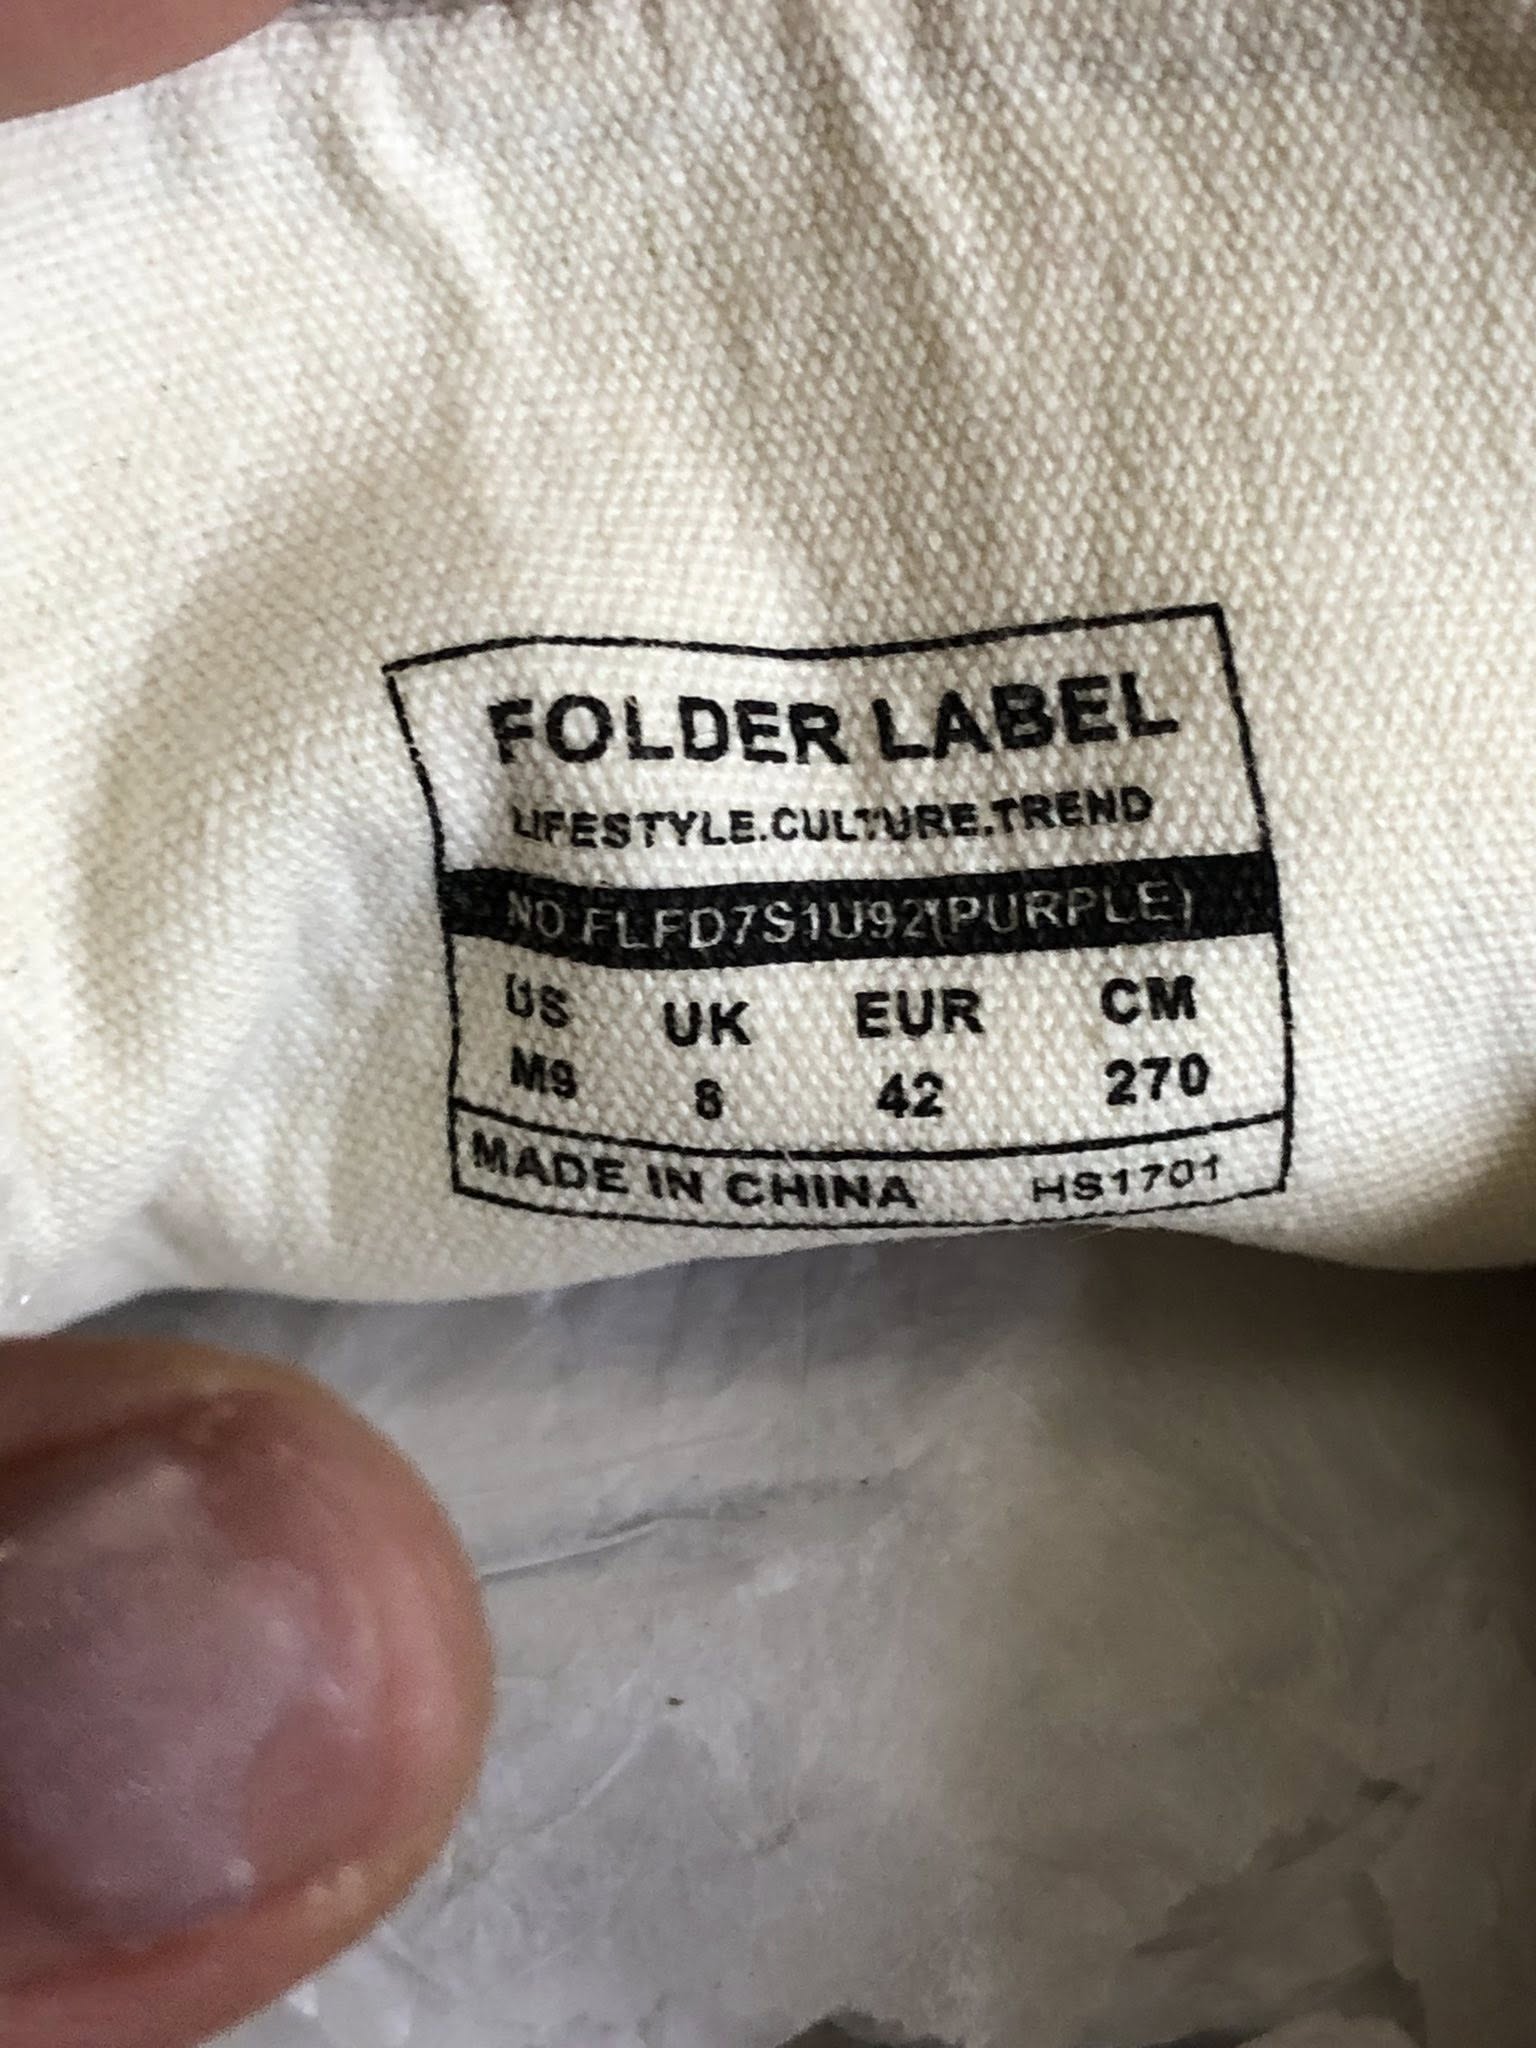 FOLDER LABEL
LIFESTYLE.CULTURE.TREND
NO.FLFD7S1U92(PURPLE)
US UK EUR CM
M9 8 42 270
MADE IN CHINA HS1701